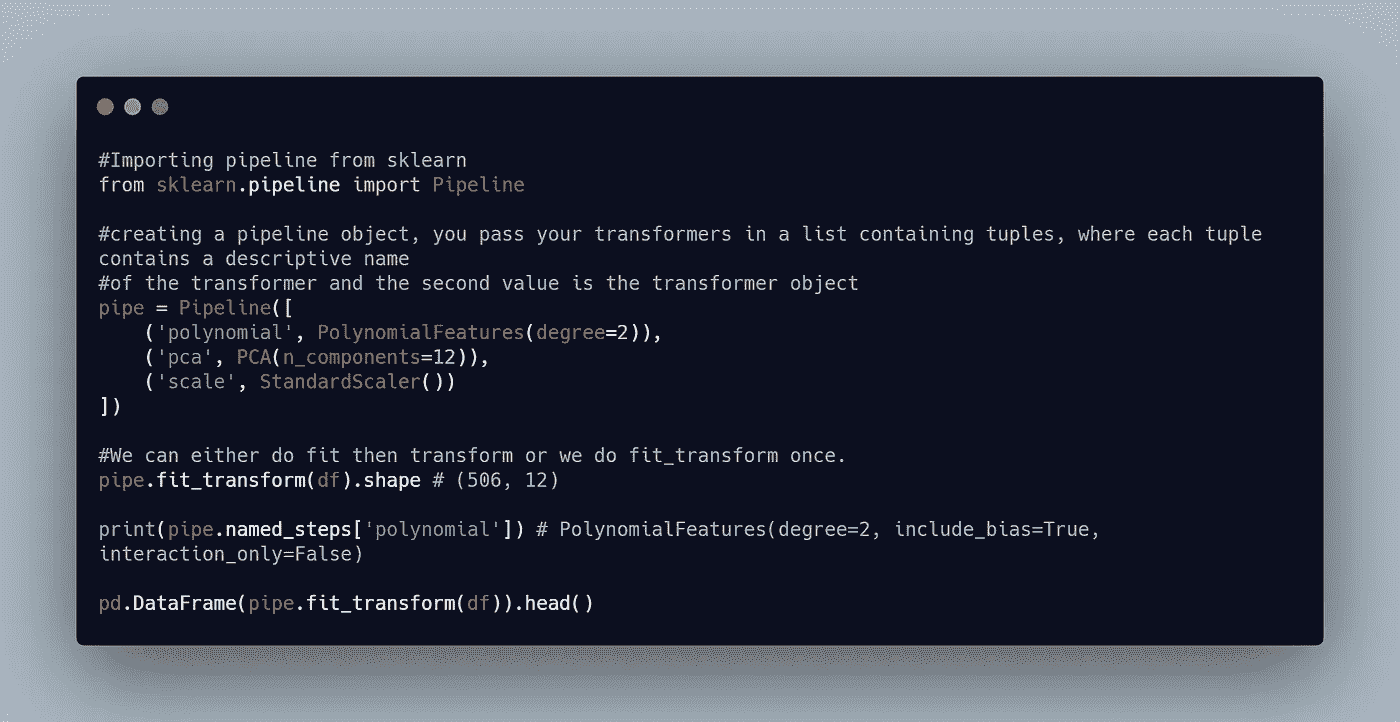 #Importing pipeline from sklearn
from sklearn.pipeline import Pipeline
#creating a pipeline object, you pass your transformers in a list containing tuples, where each tuple
contains a descriptive name
#of the transformer and the second value is the transformer object
pipe = Pipeline([
    ('polynomial', PolynomialFeatures(degree=2)),
    ('pca', PCA(n_components=12)),
    ('scale', StandardScaler())
])
#We can either do fit then transform or we do fit_transform once.
pipe.fit_transform(df).shape # (506, 12)
print(pipe.named_steps['polynomial']) # PolynomialFeatures(degree=2, include_bias=True,
interaction_only=False)
pd.DataFrame(pipe.fit_transform(df)).head()